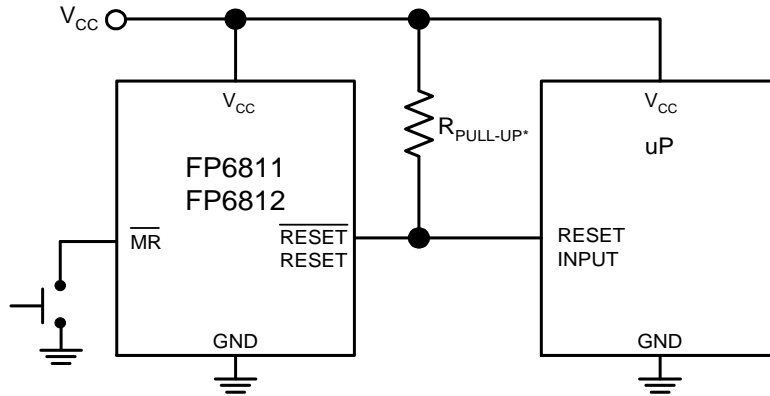 VCC
VCC
FP6811
FP6812
MR
RESET
RESET
GND
RPULL-UP*
VCC
uP
RESET
INPUT
GND